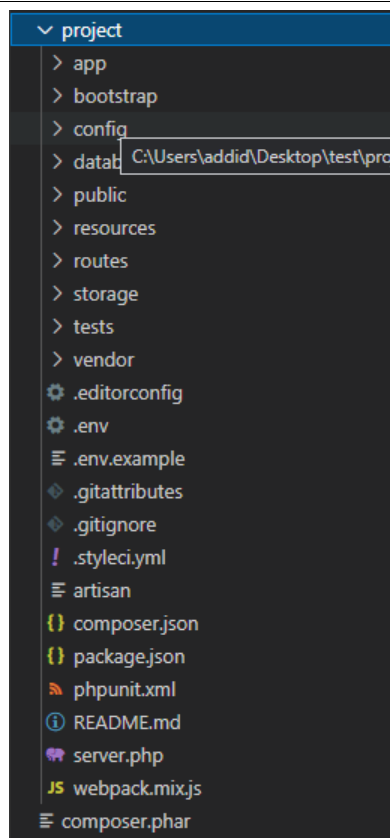 project
app
bootstrap
config
datab
C:\Users\addid\Desktop\test\pro
public
resources
routes
storage
tests
vendor
.editorconfig
.env
.env.example
.gitattributes
.gitignore
.styleci.yml
artisan
composer.json
package.json
phpunit.xml
README.md
server.php
JS webpack.mix.js
composer.phar